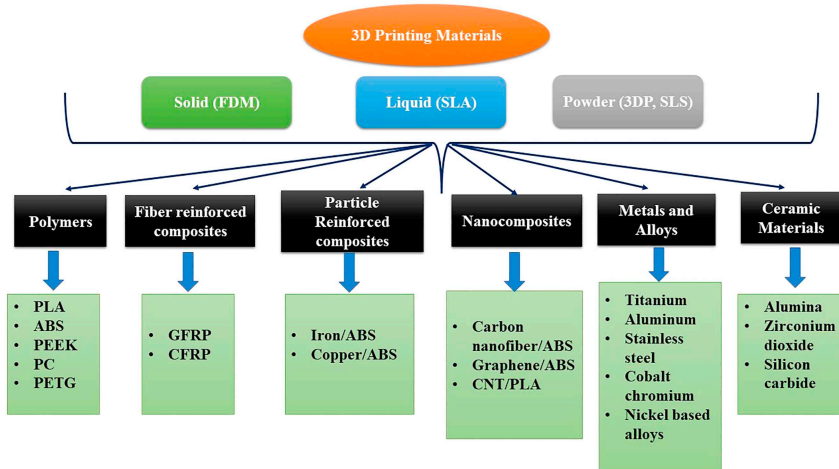 3D Printing Materials
Solid (FDM)
Liquid (SLA)
Powder (3DP, SLS)
Polymers
Fiber reinforced
composites
Particle
Reinforced
composites
Nanocomposites
Metals and
Alloys
Ceramic
Materials
• PLA
• ABS
• PEEK
• PC
• PETG
• GFRP
• CFRP
• Iron/ABS
• Copper/ABS
• Carbon
nanofiber/ABS
• Graphene/ABS
• CNT/PLA
• Titanium
• Aluminum
• Stainless
steel
• Cobalt
chromium
• Nickel based
alloys
• Alumina
• Zirconium
dioxide
• Silicon
carbide